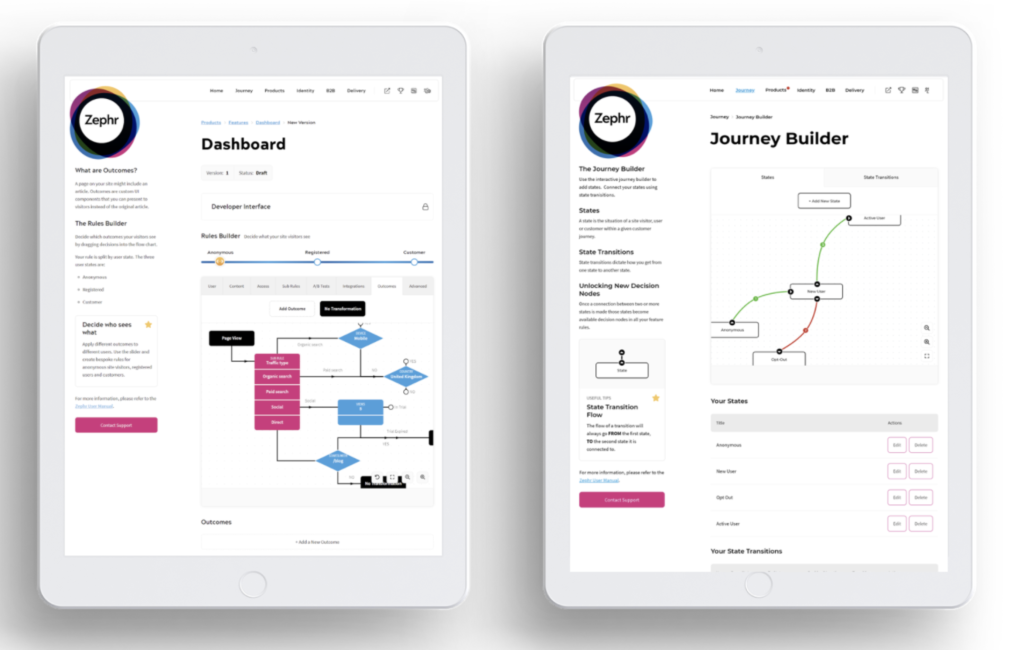 Zephr
Home Journey Products Identity B2B Delivery
Products Features Dashboard New Version
Dashboard
Version: 1 Status: Draft
Developer Interface
Rules Builder Decide what your site visitors see
Anonymous Registered Customer
User Content Access Sub Rules A/B Tests Integrations Outcomes Advanced
Add Outcome No Transformation
Page View
Traffic type
Organic search
Paid search
Social
Direct
Organic search
Paid search
United Kingdom
Outcomes
+ Add a New Outcome
What are Outcomes?
A page on your site might include an
article. Outcomes are custom UI
components that you can present to
visitors instead of the original article.
The Rules Builder
Decide which outcomes your visitors see
by dragging decisions into the flow chart.
Your rule is split by user state. The three
user states are:
• Anonymous
• Registered
• Customer
Decide who sees
what
Apply different outcomes to
different users. Use the slider and
create bespoke rules for
anonymous site visitors, registered
users and customers.
For more information, please refer to the
Zephr User Manual.
Contact Support
Zephr
Home Journey Products Identity B2B Delivery
Journey Journey Builder
Journey Builder
States State Transitions
+ Add New State
Active User
New User
Anonymous
Opt Out
Your States
Title Actions
Anonymous Edit Delete
New User Edit Delete
Opt Out Edit Delete
Active User Edit Delete
Your State Transitions
The Journey Builder
Use the interactive journey builder to
add states. Connect your states using
state transitions.
States
A state is the situation of a site visitor, user
or customer within a given customer
journey.
State Transitions
State transitions dictate how you get from
one state to another state.
Unlocking New Decision
Nodes
Once a connection between two or more
states is made those states become
available decision nodes in all your feature
rules.
State
USEFUL TIPS
State Transition
Flow
The flow of a transition will
always go FROM the first state,
TO the second state it is
connected to.
For more information, please refer to the
Zephr User Manual.
Contact Support